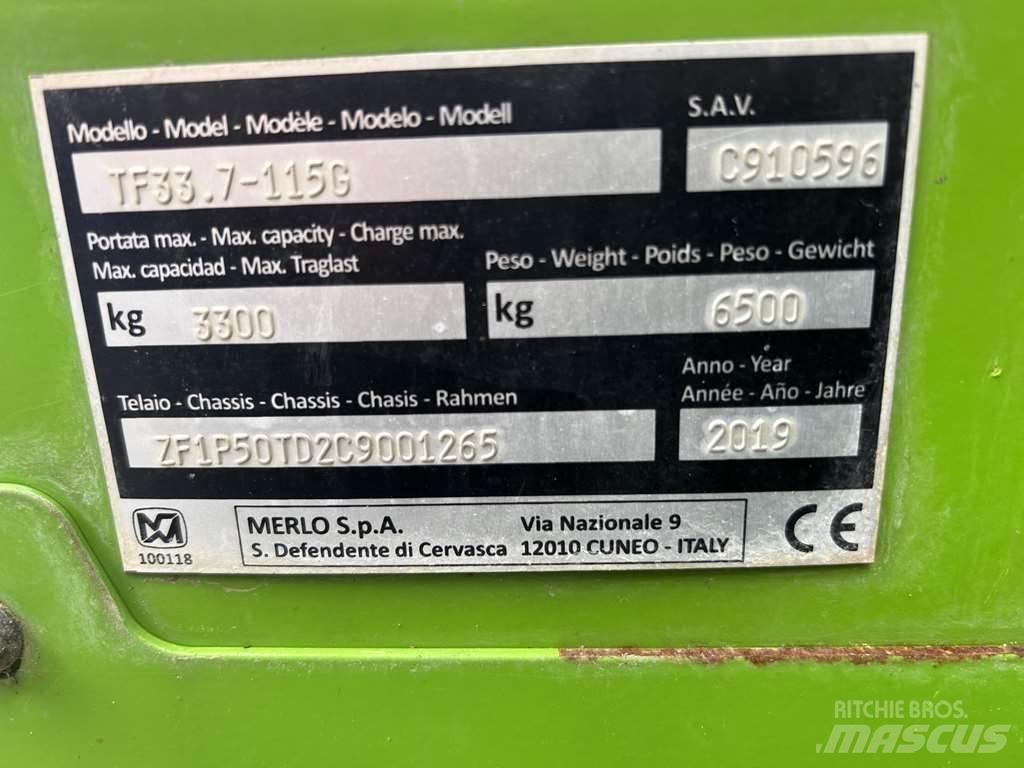 Modello - Model - Modèle - Modelo - Modell
TF33.7-115G
S.A.V.
C910596
Portata max. - Max. capacity - Charge max.
Max. capacidad - Max. Traglast
kg 3300
Peso - Weight - Poids - Peso - Gewicht
kg 6500
Telaio - Chassis - Chassis - Chasis - Rahmen
ZF1P50TD2C9001265
Anno - Year
Année - Año - Jahre
2019
100118
MERLO S.p.A. Via Nazionale 9
S. Defendente di Cervasca 12010 CUNEO - ITALY
CE
RITCHIE BROS.
MASCUS